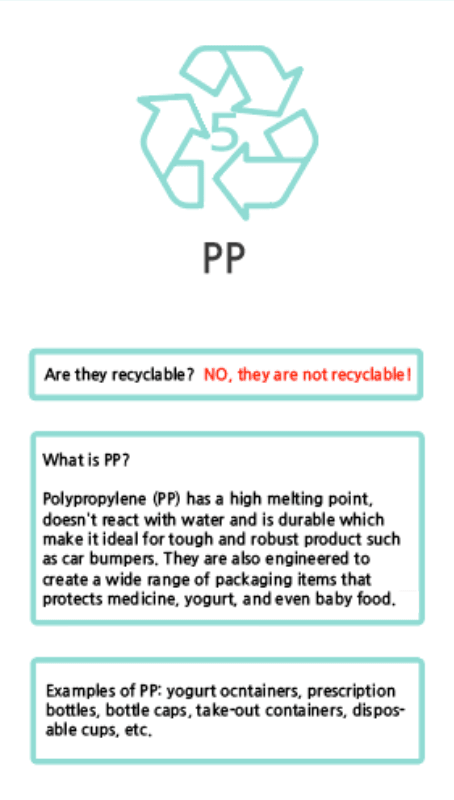 5
PP
Are they recyclable? NO, they are not recyclable!
What is PP?
Polypropylene (PP) has a high melting point,
doesn't react with water and is durable which
make it ideal for tough and robust product such
as car bumpers. They are also engineered to
create a wide range of packaging items that
protects medicine, yogurt, and even baby food.
Examples of PP: yogurt ocntainers, prescription
bottles, bottle caps, take-out containers, dispos-
able cups, etc.